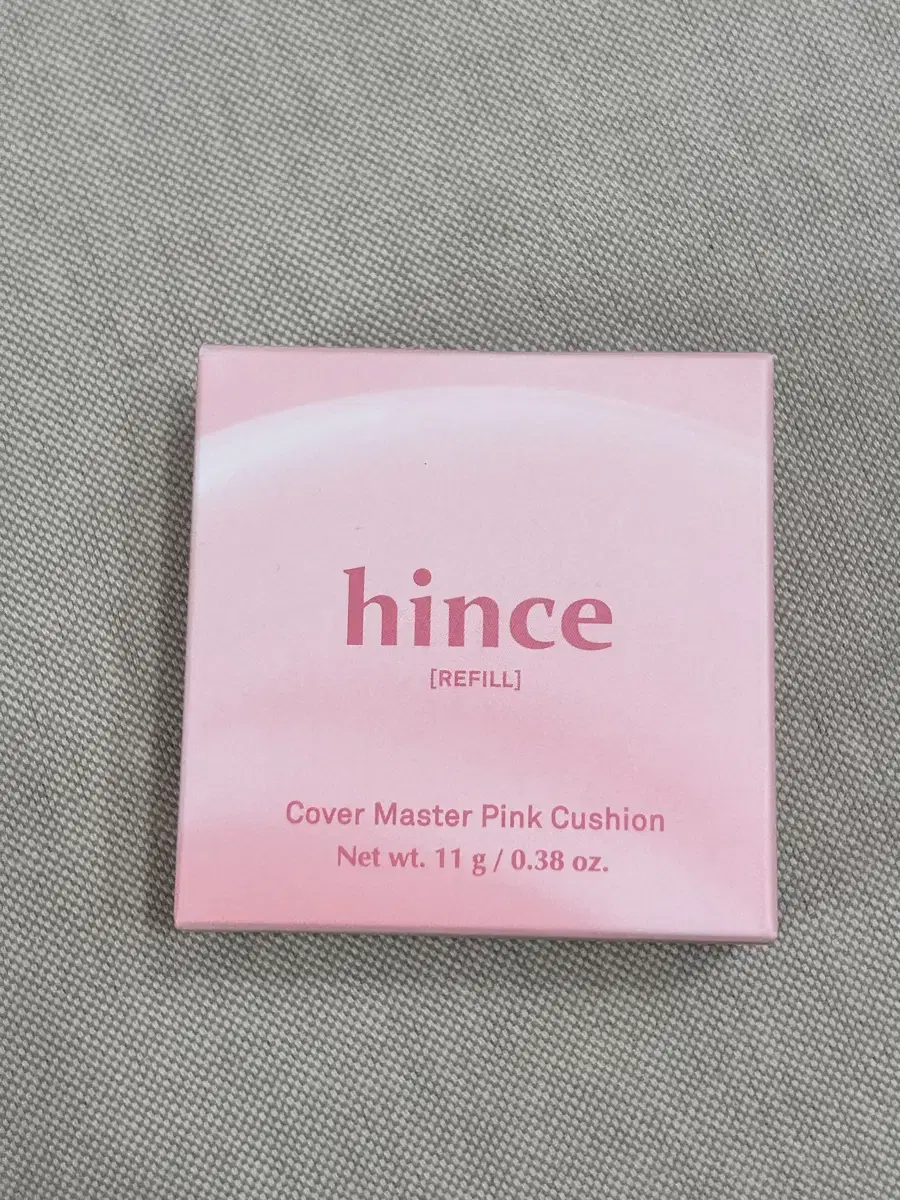 hince
[REFILL]
Cover Master Pink Cushion
Net wt. 11 g / 0.38 oz.